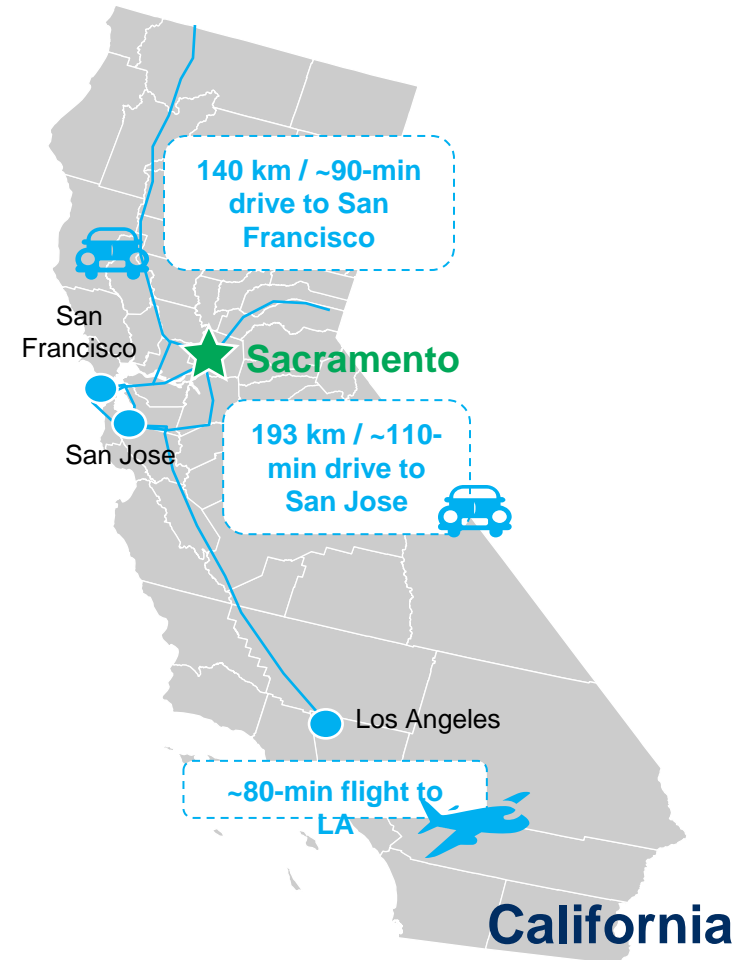 140 km / ~90-min
drive to San
Francisco
San
Francisco
Sacramento
193 km / ~110-
min drive to
San Jose
San Jose
Los Angeles
~80-min flight to
LA
California